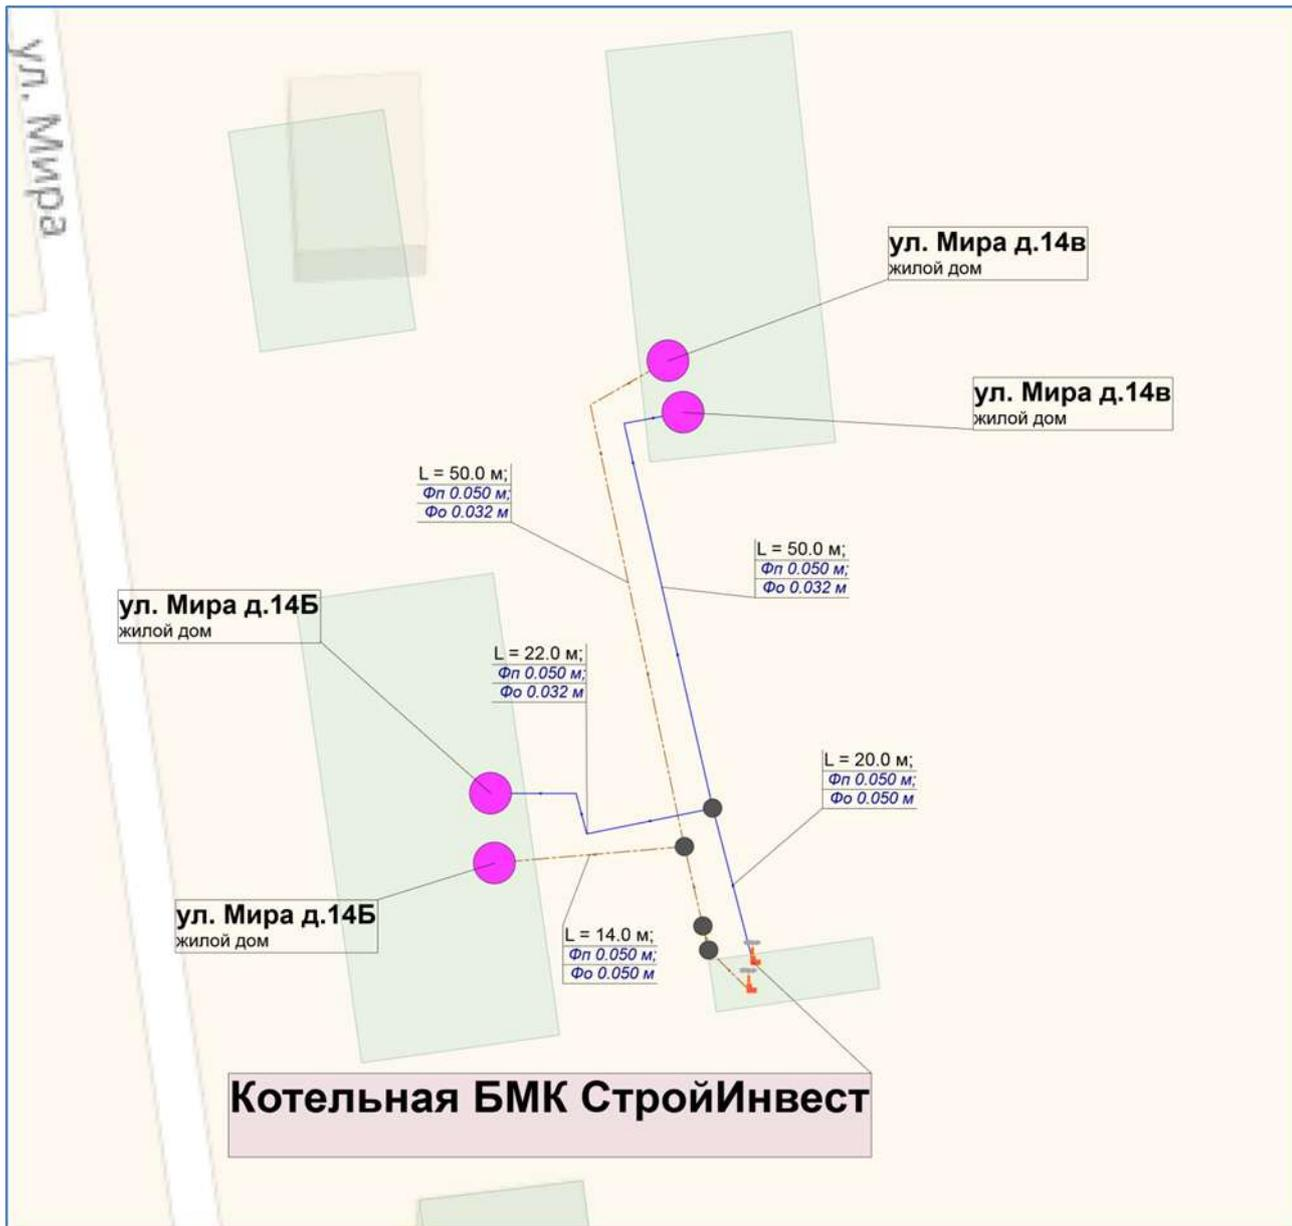 ул. Мира
ул. Мира д.14в
жилой дом
ул. Мира д.14в
жилой дом
L = 50.0 м;
Фп 0.050 м;
Фо 0.032 м
L = 50.0 м;
Фп 0.050 м;
Фо 0.032 м
ул. Мира д.14Б
жилой дом
L = 22.0 м;
Фп 0.050 м;
Фо 0.032 м
L = 20.0 м;
Фп 0.050 м;
Фо 0.050 м
ул. Мира д.14Б
жилой дом
L = 14.0 м;
Фп 0.050 м;
Фо 0.050 м
Котельная БМК СтройИнвест